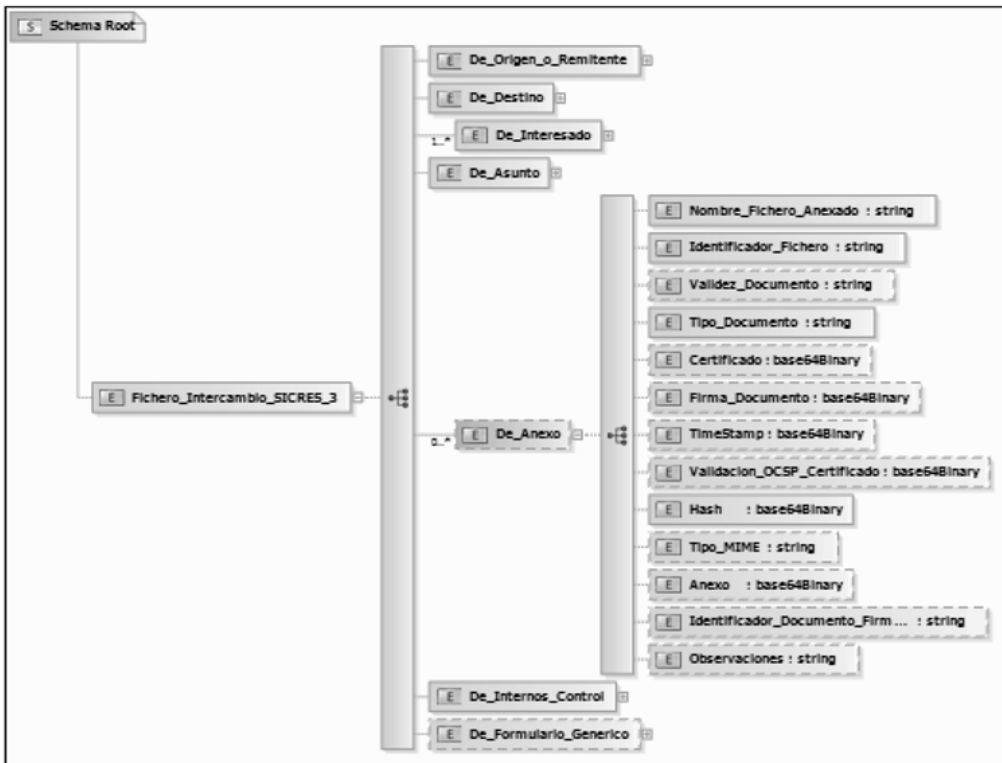 S Schema Root
E De_Origen_o_Remitente
E De_Destino
1..* E De_Interesado
E De_Asunto
E Nombre_Fichero_Anexado : string
E Identificador_Fichero : string
E Validez_Documento : string
E Tipo_Documento : string
E Certificado : base64Binary
E Fichero_Intercambio_SICRES_3
E Firma_Documento : base64Binary
0..* E De_Anexo
E TimeStamp : base64Binary
E Validacion_OCSP_Certificado : base64Binary
E Hash : base64Binary
E Tipo_MIME : string
E Anexo : base64Binary
E Identificador_Documento_Firm... : string
E Observaciones : string
E De_Internos_Control
E De_Formulario_Generico